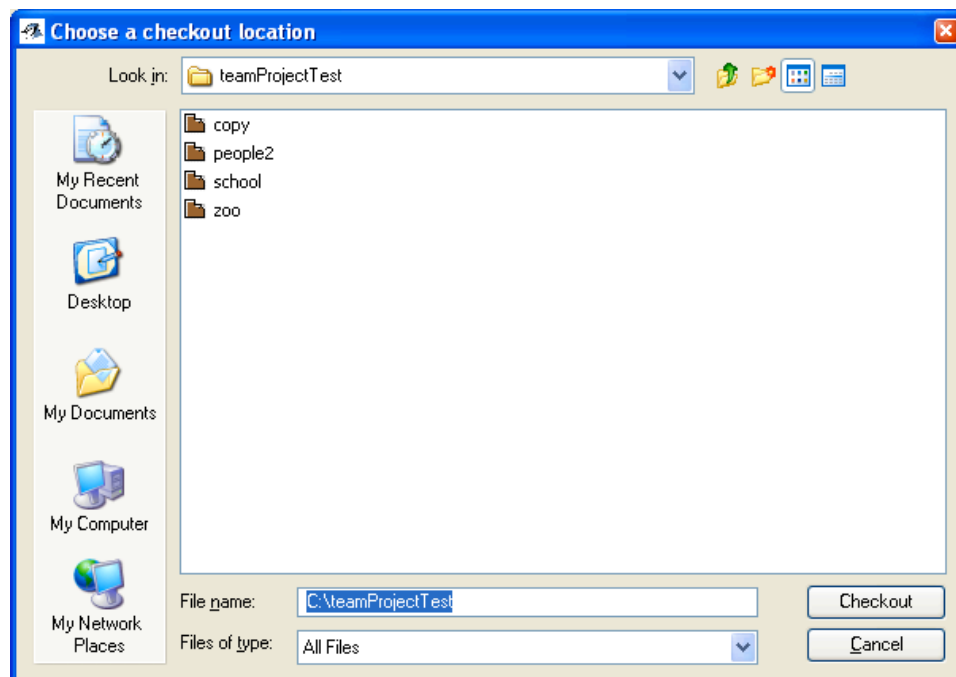 Choose a checkout location
Look in: teamProjectTest
copy
people2
school
zoo
My Recent
Documents
Desktop
My Documents
My Computer
My Network
Places
File name: C:\teamProjectTest Checkout
Files of type: All Files Cancel